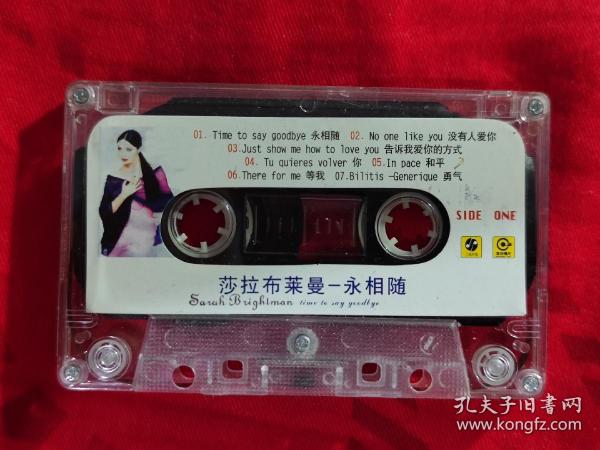 01. Time to say goodbye 永相随 02. No one like you 没有人爱你
03.Just show me how to love you 告诉我爱你的方式
04. Tu quieres volver 你 05.In pace 和平
06.There for me 等我 07.Bilitis -Generique 勇气
SIDE ONE
莎拉布莱曼-永相随
Sarah Brightman time to say goodbye
孔夫子旧书网
www.kongfz.com